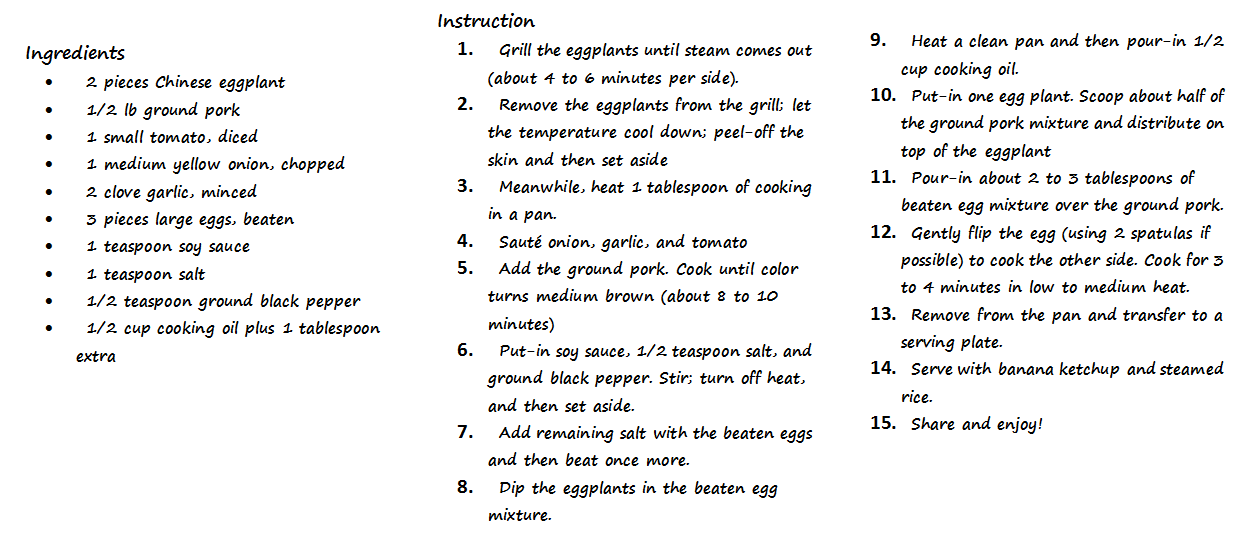 Ingredients
• 2 pieces Chinese eggplant
• 1/2 lb ground pork
• 1 small tomato, diced
• 1 medium yellow onion, chopped
• 2 clove garlic, minced
• 3 pieces large eggs, beaten
• 1 teaspoon soy sauce
• 1 teaspoon salt
• 1/2 teaspoon ground black pepper
• 1/2 cup cooking oil plus 1 tablespoon
extra
Instruction
1. Grill the eggplants until steam comes out
(about 4 to 6 minutes per side).
2. Remove the eggplants from the grill; let
the temperature cool down; peel-off the
skin and then set aside
3. Meanwhile, heat 1 tablespoon of cooking
in a pan.
4. Sauté onion, garlic, and tomato
5. Add the ground pork. Cook until color
turns medium brown (about 8 to 10
minutes)
6. Put-in soy sauce, 1/2 teaspoon salt, and
ground black pepper. Stir; turn off heat,
and then set aside.
7. Add remaining salt with the beaten eggs
and then beat once more.
8. Dip the eggplants in the beaten egg
mixture.
9. Heat a clean pan and then pour-in 1/2
cup cooking oil.
10. Put-in one egg plant. Scoop about half of
the ground pork mixture and distribute on
top of the eggplant
11. Pour-in about 2 to 3 tablespoons of
beaten egg mixture over the ground pork.
12. Gently flip the egg (using 2 spatulas if
possible) to cook the other side. Cook for 3
to 4 minutes in low to medium heat.
13. Remove from the pan and transfer to a
serving plate.
14. Serve with banana ketchup and steamed
rice.
15. Share and enjoy!